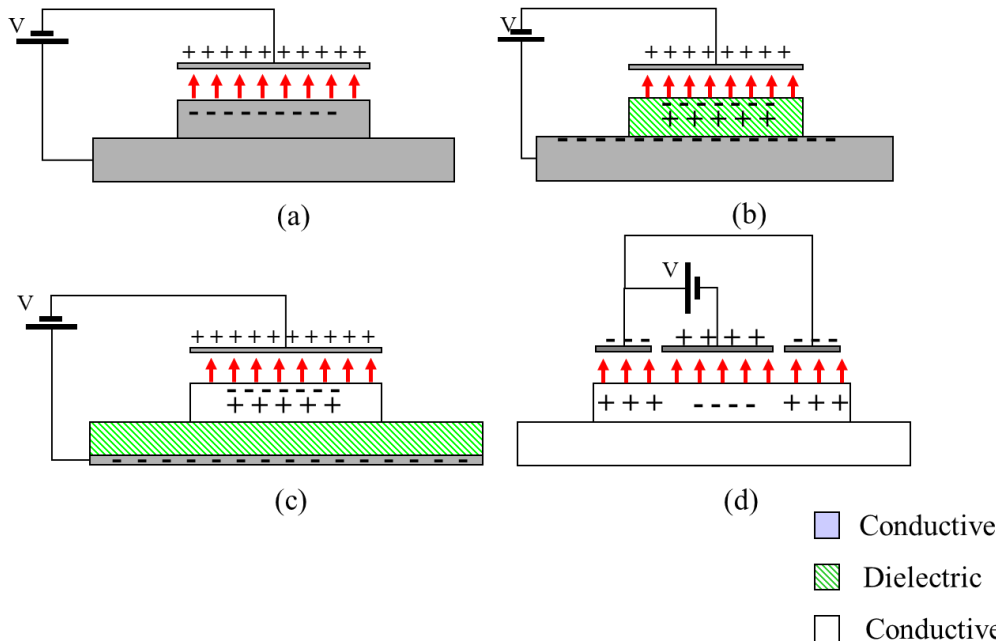 V
+ + + + + + + + +
- - - - - - - - -
(a)
V
+ + + + + + + +
- - - - - - -
+ + + + +
- - - - - - - - - - - - - - - - -
(b)
V
+ + + + + + + + + +
- - - - - - -
+ + + + +
- - - - - - - - - - - - -
(c)
V
- - -
+ + + + +
- - -
+ + +
- - - -
+ + +
(d)
Conductive
Dielectric
Conductive